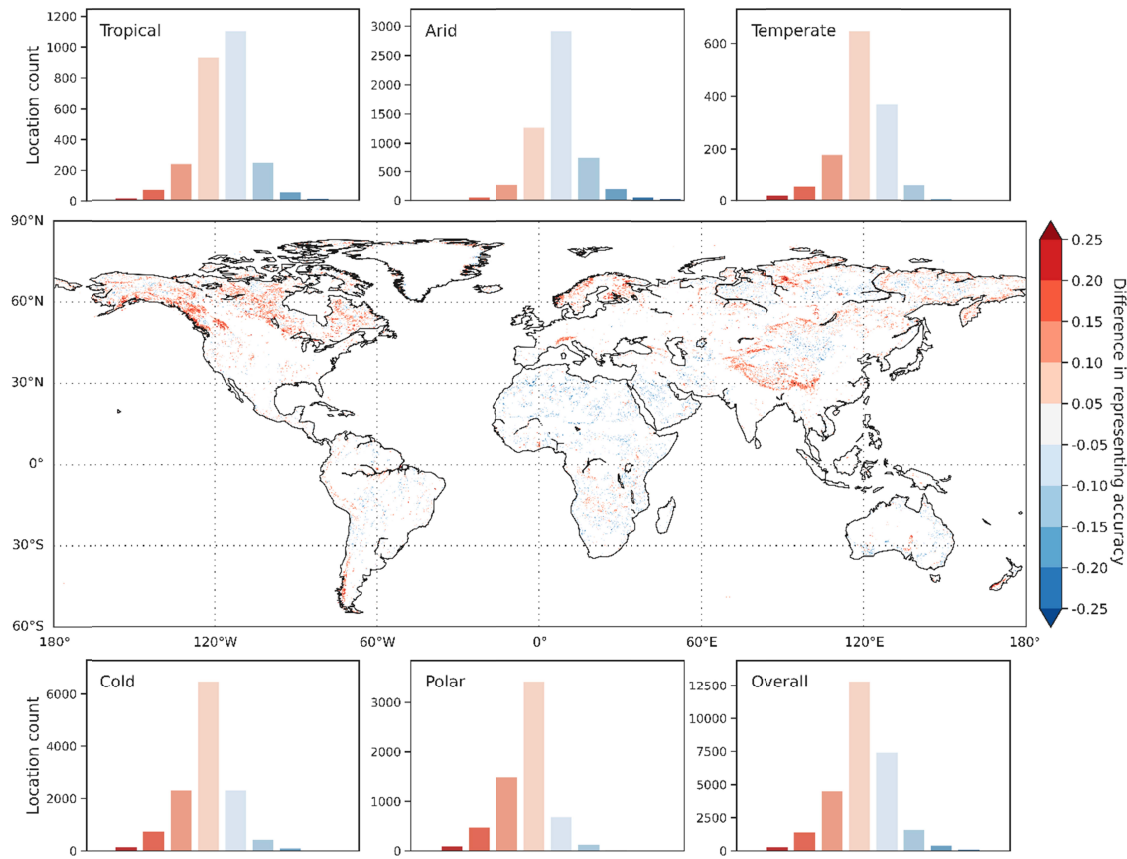 Tropical
Arid
Temperate
1200
1000
800
600
400
200
0
Location count
3000
2500
2000
1500
1000
500
0
600
400
200
0
90°N
60°N
30°N
0°
30°S
60°S
180°
120°W
60°W
0°
60°E
120°E
180°
0.25
0.20
0.15
0.10
0.05
-0.05
-0.10
-0.15
-0.20
-0.25
Difference in representing accuracy
Cold
Polar
Overall
6000
4000
2000
0
Location count
3000
2000
1000
0
12500
10000
7500
5000
2500
0